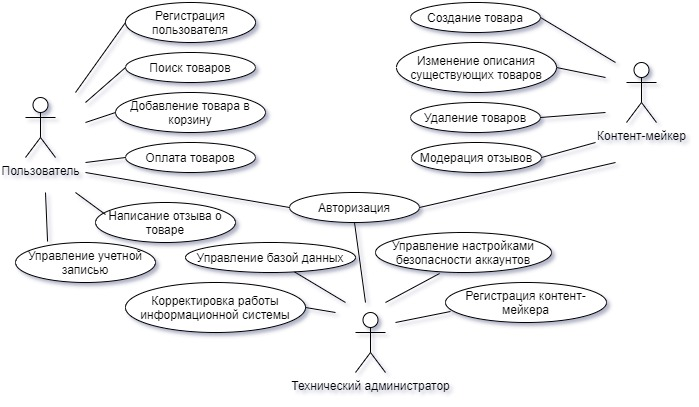 Регистрация
пользователя
Поиск товаров
Добавление товара в
корзину
Оплата товаров
Пользователь
Написание отзыва о
товаре
Управление учетной
записью
Создание товара
Изменение описания
существующих товаров
Удаление товаров
Модерация отзывов
Контент-мейкер
Авторизация
Управление базой данных
Управление настройками
безопасности аккаунтов
Корректировка работы
информационной системы
Регистрация контент-
мейкера
Технический администратор